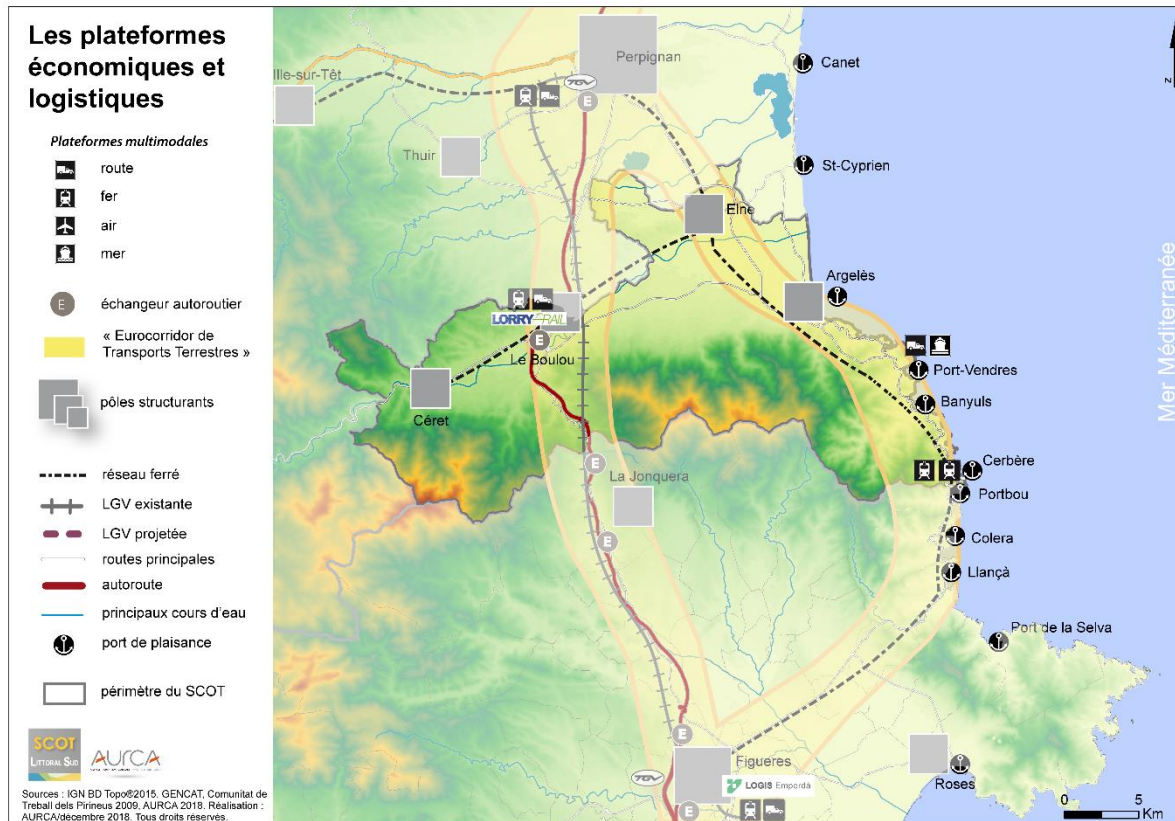 Les plateformes
économiques et
logistiques
Plateformes multimodales
route
fer
air
mer
E
échangeur autoroutier
« Eurocorridor de
Transports Terrestres »
pôles structurants
réseau ferré
LGV existante
LGV projetée
routes principales
autoroute
principaux cours d'eau
port de plaisance
périmètre du SCOT
SCOT
LITTORAL SUD
AURCA
Sources : IGN BD Topo®2015. GENCAT, Comunitat de
Treball dels Pirineus 2009, AURCA 2018. Réalisation :
AURCA/décembre 2018. Tous droits réservés.
Ille-sur-Têt
Perpignan
TGV
E
Canet
Thuir
St-Cyprien
Elne
Argelès
LORRY RAIL
E
Le Boulou
Port-Vendres
Banyuls
Céret
Cerbère
Portbou
E
La Jonquera
E
Colera
Llançà
Port de la Selva
E
Figueres
TGV
LOGIS Empordà
E
Roses
Mer Méditerranée
N
0
5
Km